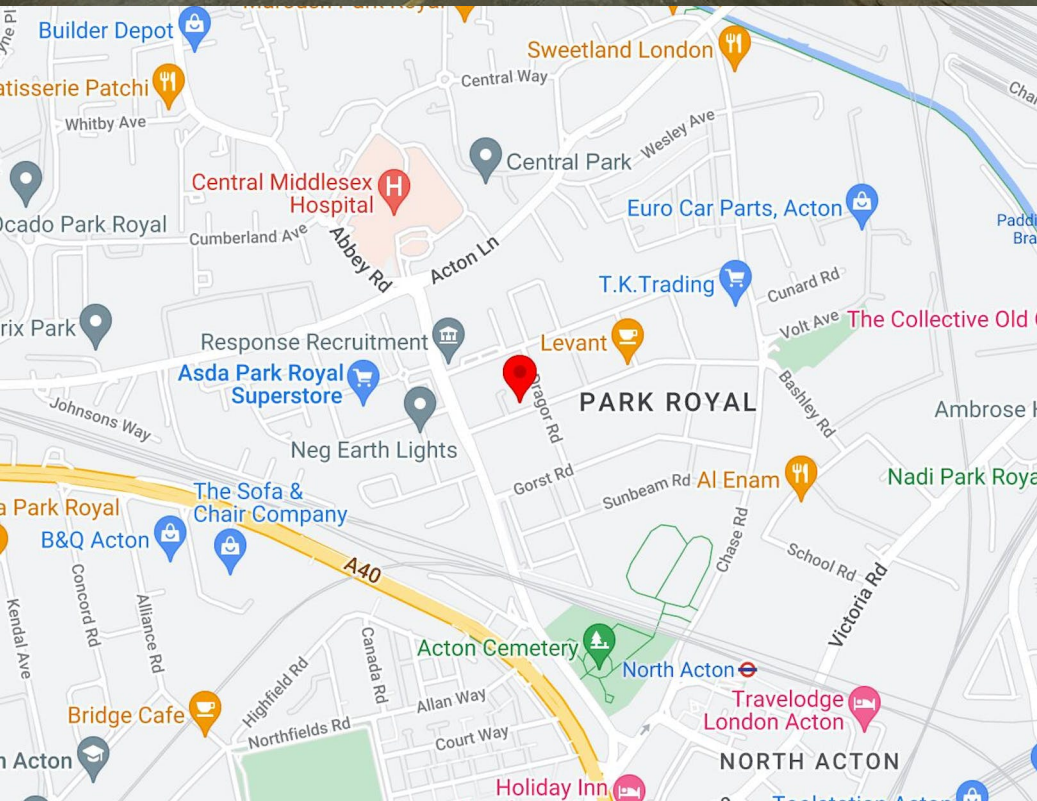 Builder Depot
Sweetland London
atisserie Patchi
Central Way
Whitby Ave
Wesley Ave
Central Park
Central Middlesex
Hospital
Euro Car Parts, Acton
Ocado Park Royal
Cumberland Ave
Abbey Rd
Acton Ln
Paddi
Bra
T.K.Trading
Cunard Rd
Volt Ave
The Collective Old
rix Park
Response Recruitment
Levant
Asda Park Royal
Superstore
Dragor Rd
PARK ROYAL
Bashley Rd
Johnsons Way
Ambrose
Neg Earth Lights
Gorst Rd
Sunbeam Rd
Al Enam
Nadi Park Roya
The Sofa &
Chair Company
a Park Royal
B&Q Acton
Chase Rd
A40
School Rd
Concord Rd
Alliance Rd
Kendal Ave
Victoria Rd
Canada Rd
Acton Cemetery
North Acton
Highfield Rd
Allan Way
Travelodge
London Acton
Bridge Cafe
Northfields Rd
Court Way
n Acton
NORTH ACTON
Holiday Inn